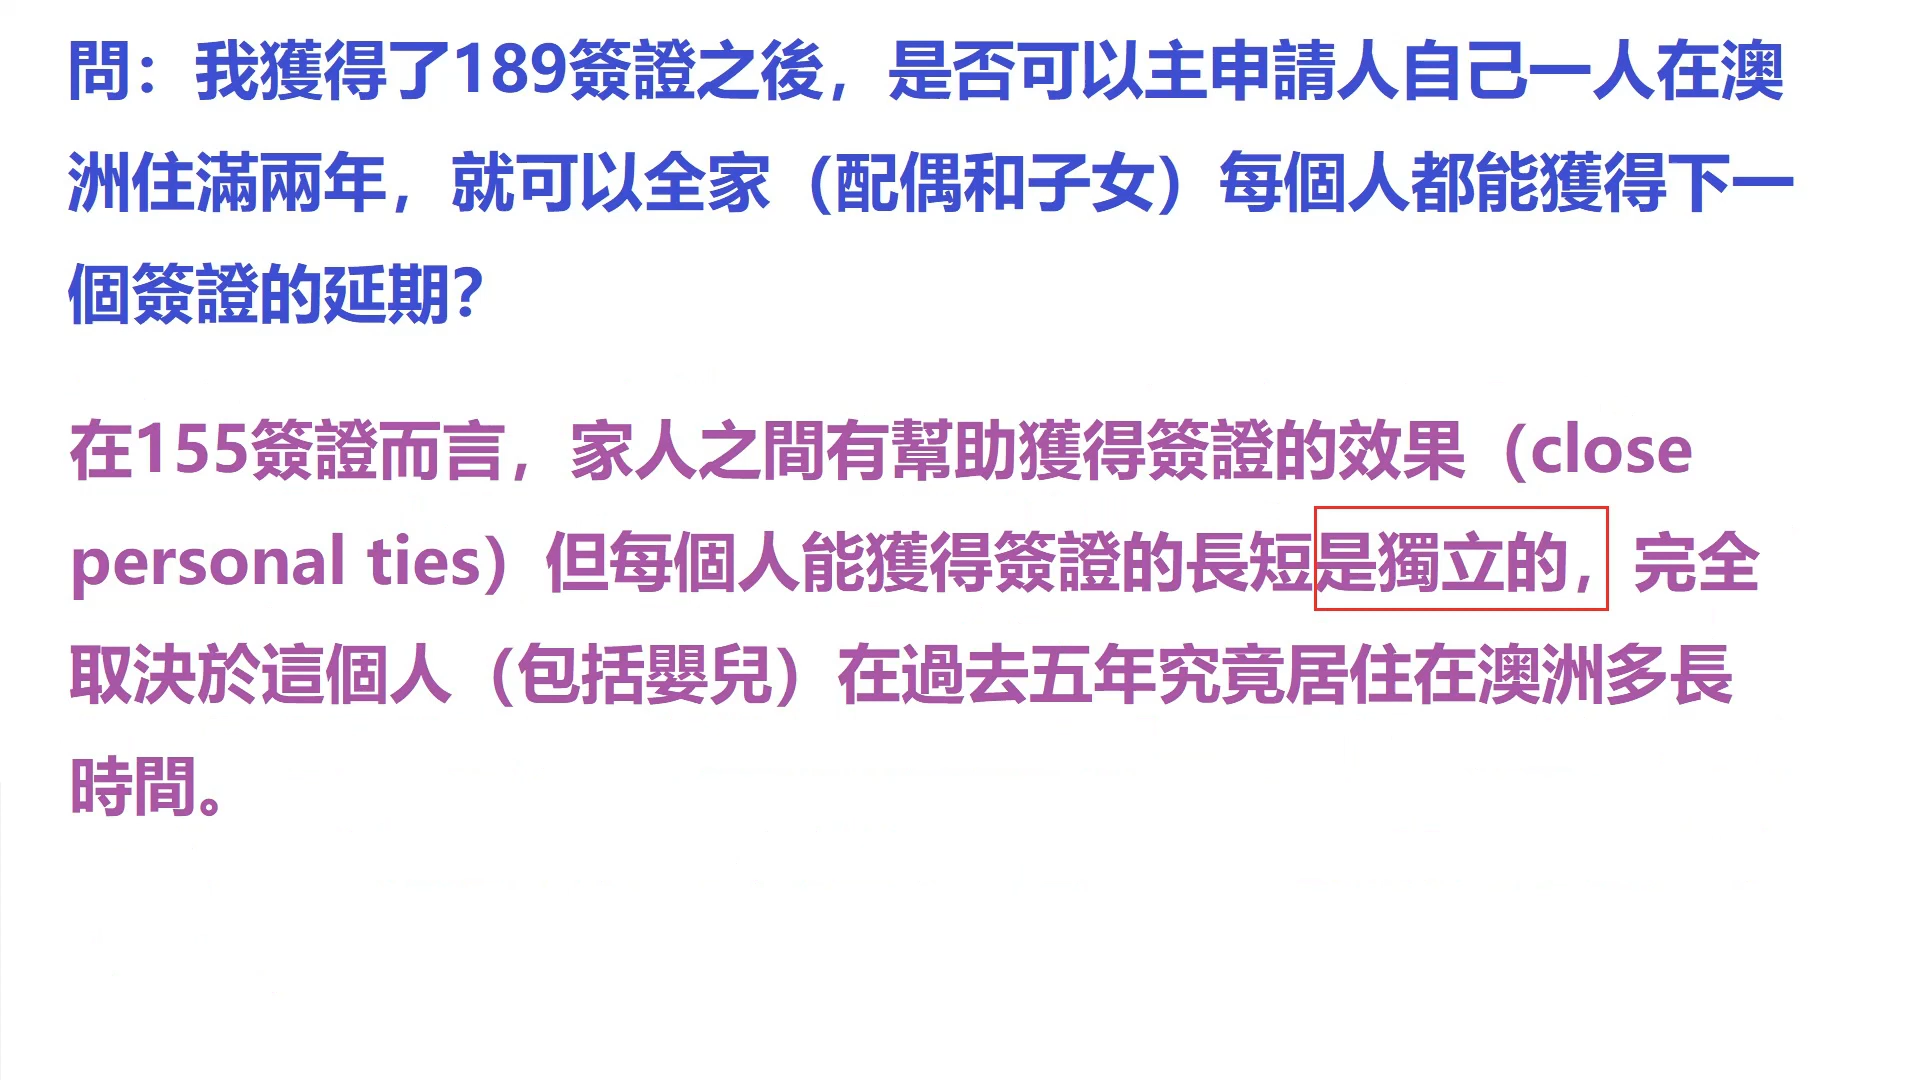 問：我獲得了189簽證之後，是否可以主申請人自己一人在澳
洲住滿兩年，就可以全家（配偶和子女）每個人都能獲得下一
個簽證的延期？
在155簽證而言，家人之間有幫助獲得簽證的效果（close
personal ties）但每個人能獲得簽證的長短是獨立的，完全
取決於這個人（包括嬰兒）在過去五年究竟居住在澳洲多長
時間。